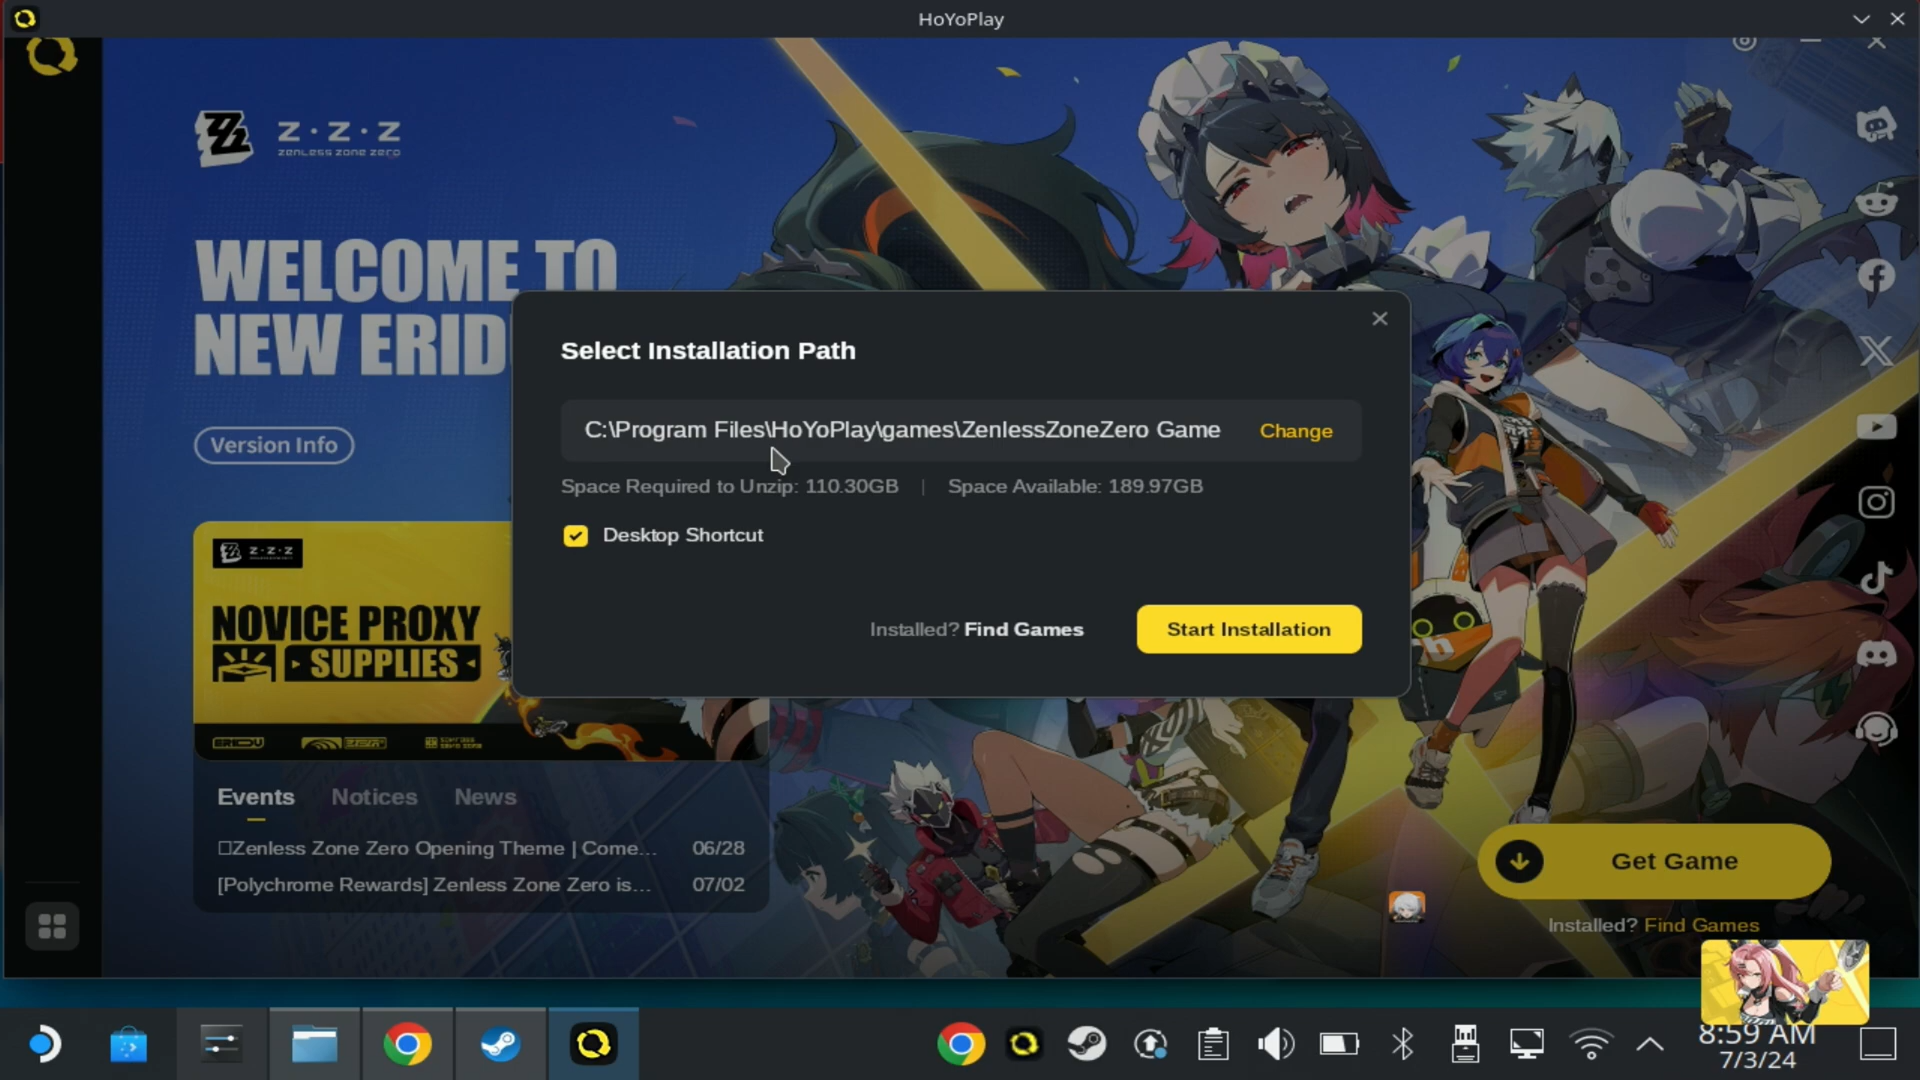 HoYoPlay
Z·Z·Z
ZENLESS ZONE ZERO
WELCOME TO
NEW ERID
Version Info
Select Installation Path
C:\Program Files\HoYoPlay\games\ZenlessZoneZero Game
Change
Space Required to Unzip: 110.30GB | Space Available: 189.97GB
Desktop Shortcut
Installed? Find Games
Start Installation
Z·Z·Z
NOVICE PROXY
SUPPLIES
ERIDU
Events
Notices
News
□Zenless Zone Zero Opening Theme | Come... 06/28
[Polychrome Rewards] Zenless Zone Zero is... 07/02
Get Game
Installed? Find Games
8:59 AM
7/3/24